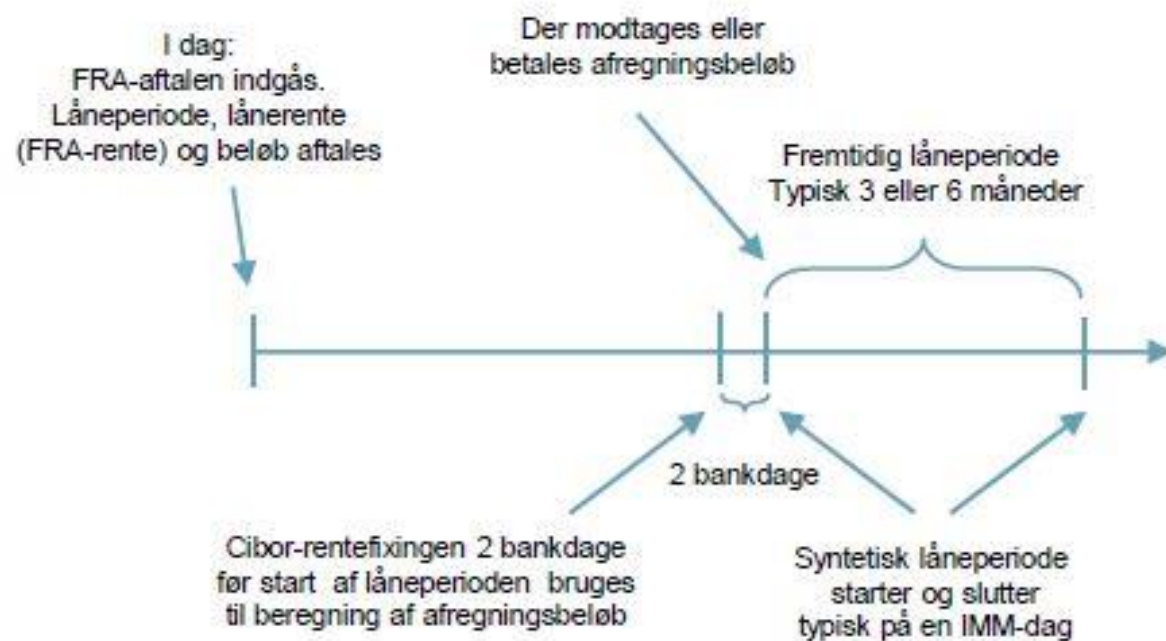 I dag:
FRA-aftalen indgås.
Låneperiode, lånerente
(FRA-rente) og beløb aftales
Der modtages eller
betales afregningsbeløb
Fremtidig låneperiode
Typisk 3 eller 6 måneder
2 bankdage
Cibor-rentefixingen 2 bankdage
før start af låneperioden bruges
til beregning af afregningsbeløb
Syntetisk låneperiode
starter og slutter
typisk på en IMM-dag